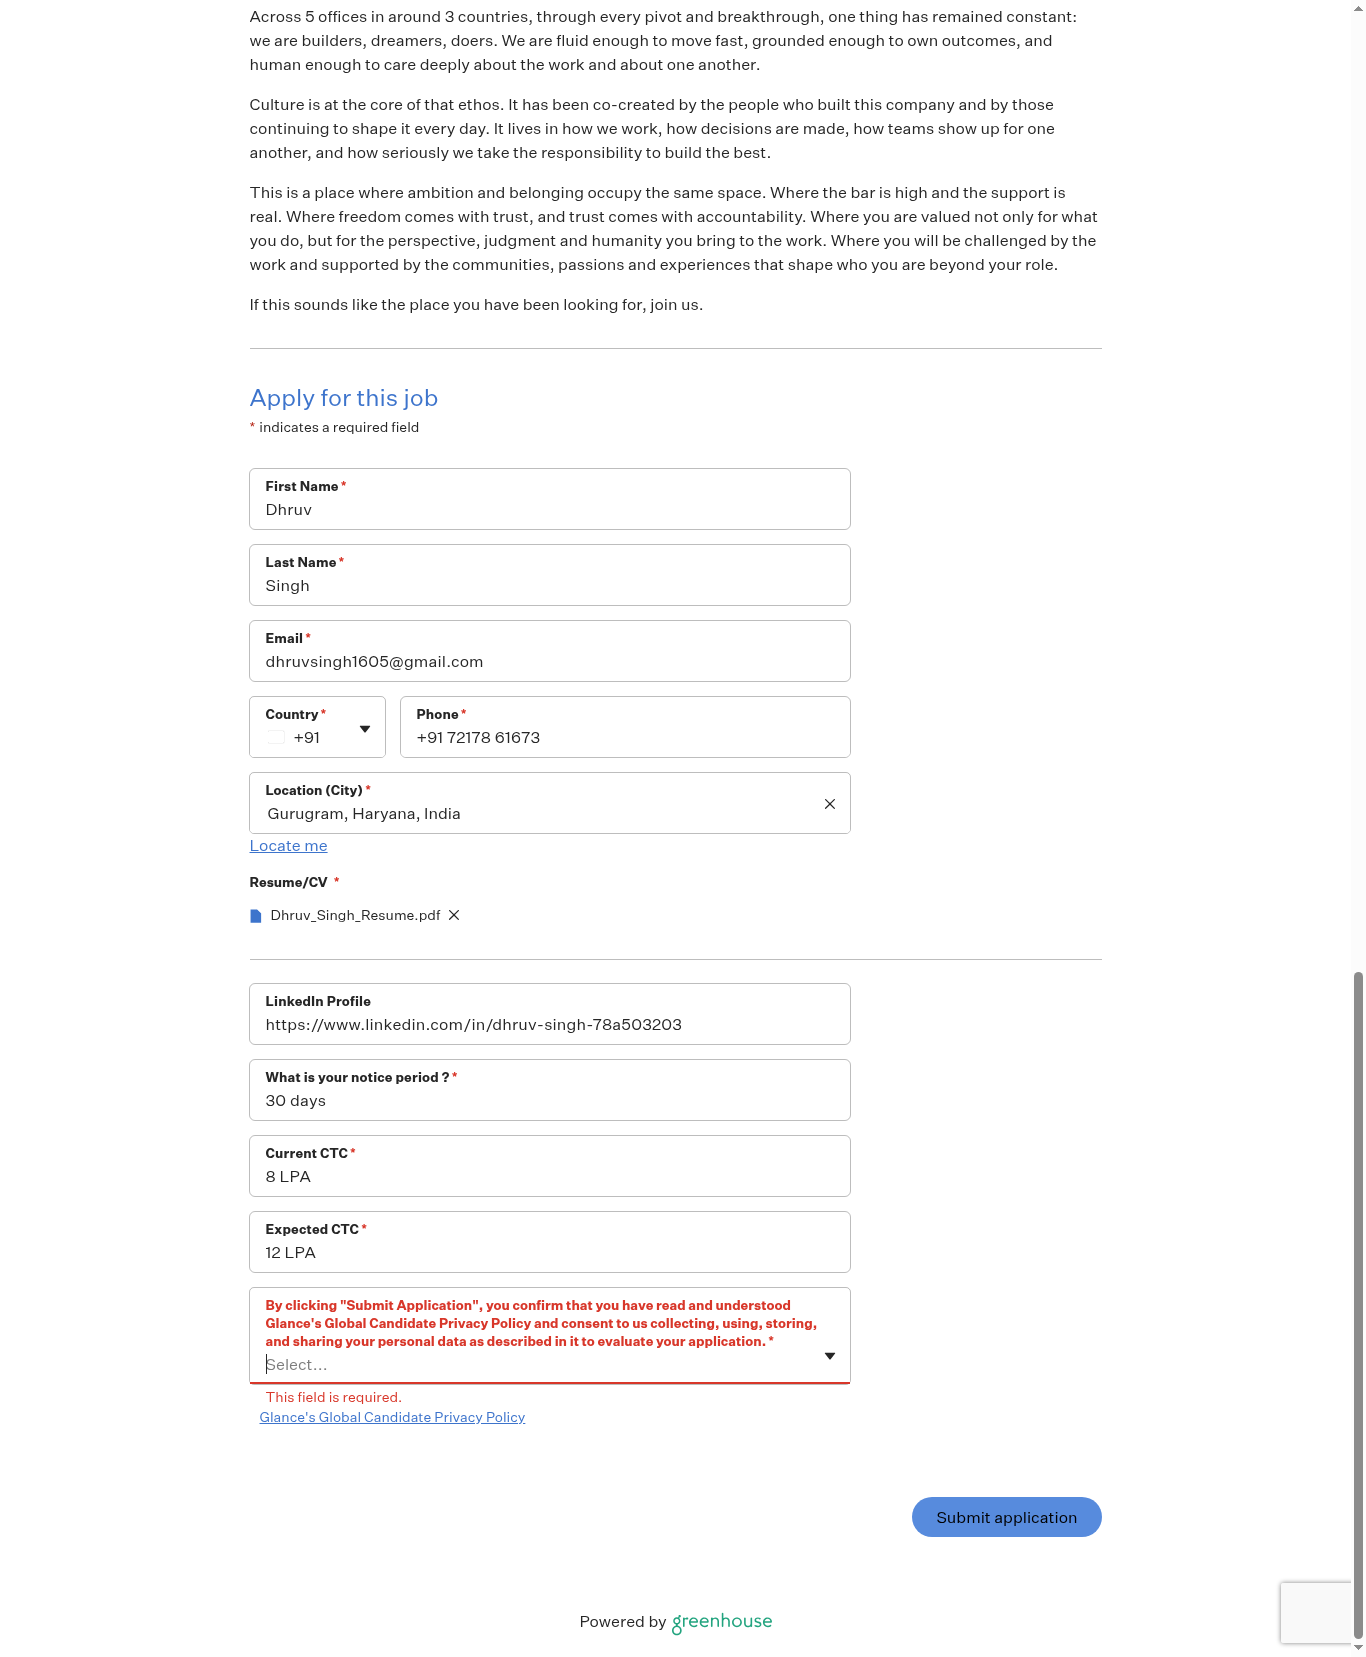 Across 5 offices in around 3 countries, through every pivot and breakthrough, one thing has remained constant:
we are builders, dreamers, doers. We are fluid enough to move fast, grounded enough to own outcomes, and
human enough to care deeply about the work and about one another.
Culture is at the core of that ethos. It has been co-created by the people who built this company and by those
continuing to shape it every day. It lives in how we work, how decisions are made, how teams show up for one
another, and how seriously we take the responsibility to build the best.
This is a place where ambition and belonging occupy the same space. Where the bar is high and the support is
real. Where freedom comes with trust, and trust comes with accountability. Where you are valued not only for what
you do, but for the perspective, judgment and humanity you bring to the work. Where you will be challenged by the
work and supported by the communities, passions and experiences that shape who you are beyond your role.
If this sounds like the place you have been looking for, join us.
Apply for this job
* indicates a required field
First Name *
Dhruv
Last Name *
Singh
Email *
dhruvsingh1605@gmail.com
Country *
+91
Phone *
+91 72178 61673
Location (City) *
Gurugram, Haryana, India
Locate me
Resume/CV *
Dhruv_Singh_Resume.pdf
LinkedIn Profile
https://www.linkedin.com/in/dhruv-singh-78a503203
What is your notice period ? *
30 days
Current CTC *
8 LPA
Expected CTC *
12 LPA
By clicking "Submit Application", you confirm that you have read and understood
Glance's Global Candidate Privacy Policy and consent to us collecting, using, storing,
and sharing your personal data as described in it to evaluate your application. *
Select...
This field is required.
Glance's Global Candidate Privacy Policy
Submit application
Powered by greenhouse